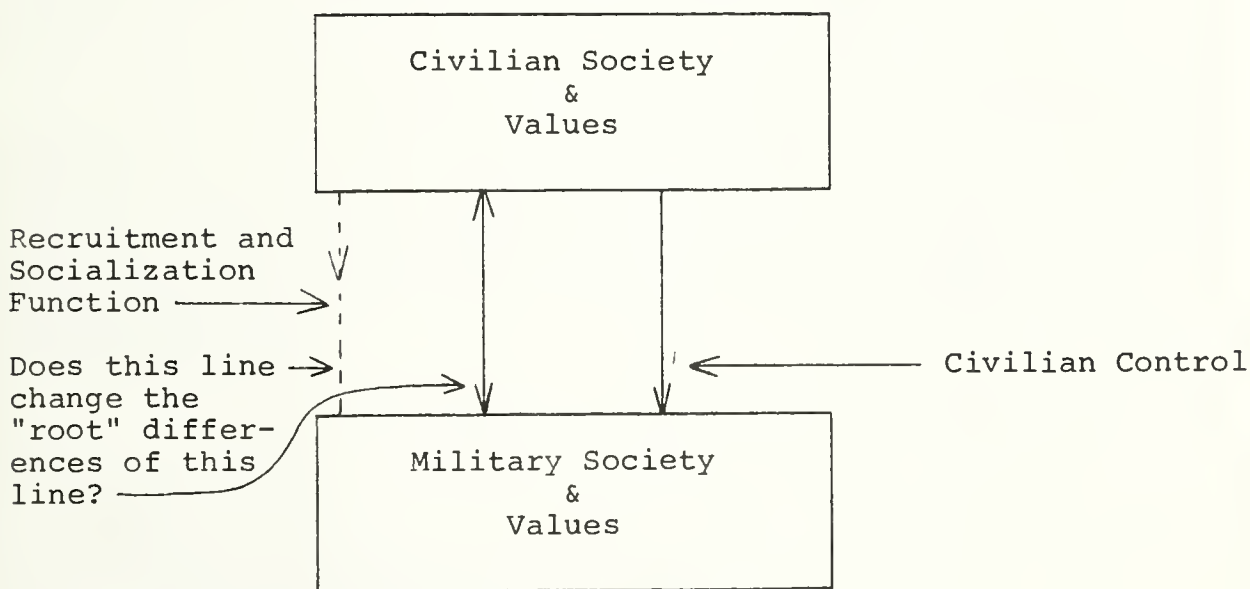 Civilian Society
&
Values
Recruitment and
Socialization
Function
Does this line
change the
"root" differ-
ences of this
line?
Civilian Control
Military Society
&
Values